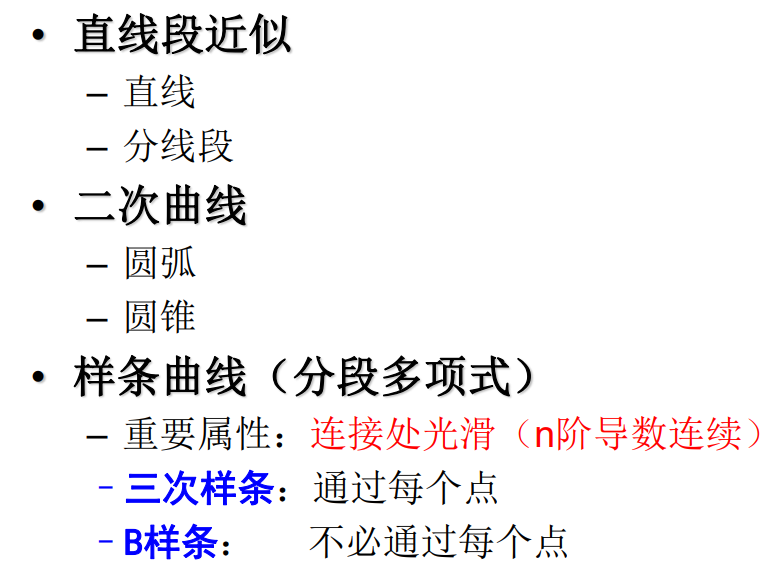 • 直线段近似
– 直线
– 分线段
• 二次曲线
– 圆弧
– 圆锥
• 样条曲线（分段多项式）
– 重要属性：连接处光滑（n阶导数连续）
– 三次样条：通过每个点
– B样条： 不必通过每个点